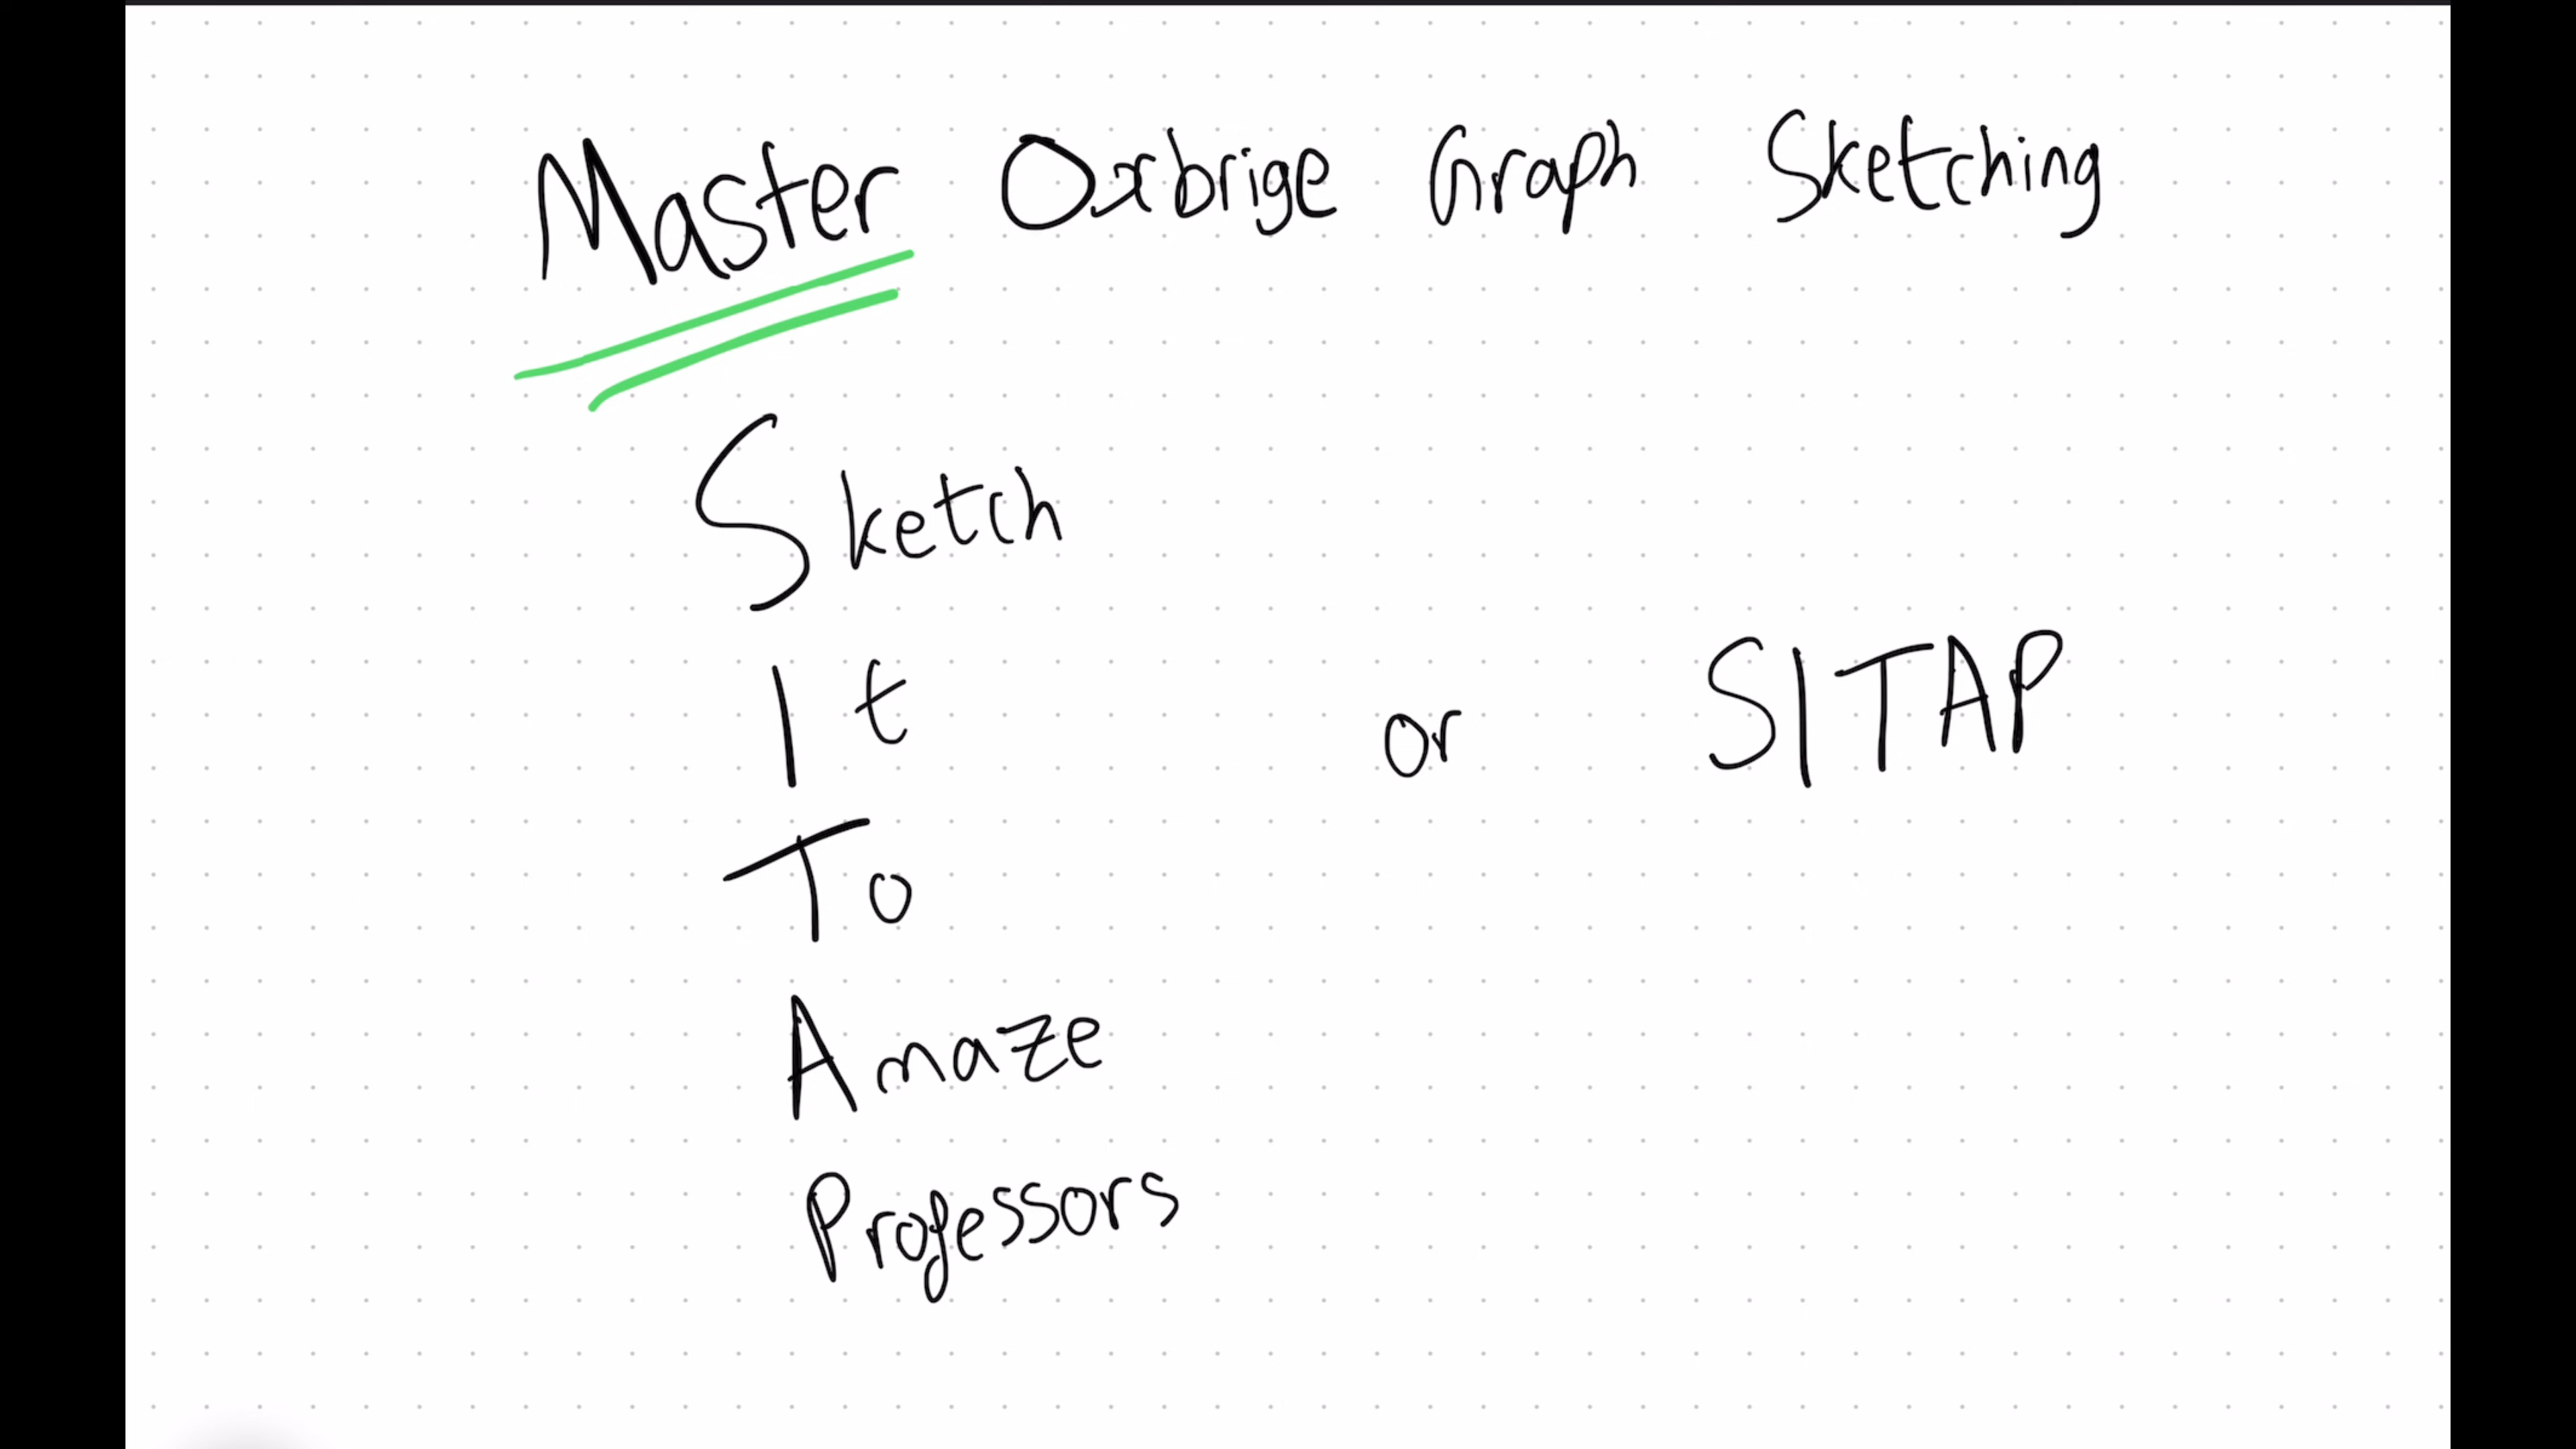 Master Oxbrige Graph Sketching
Sketch
It
or SITAP
To
Amaze
Professors